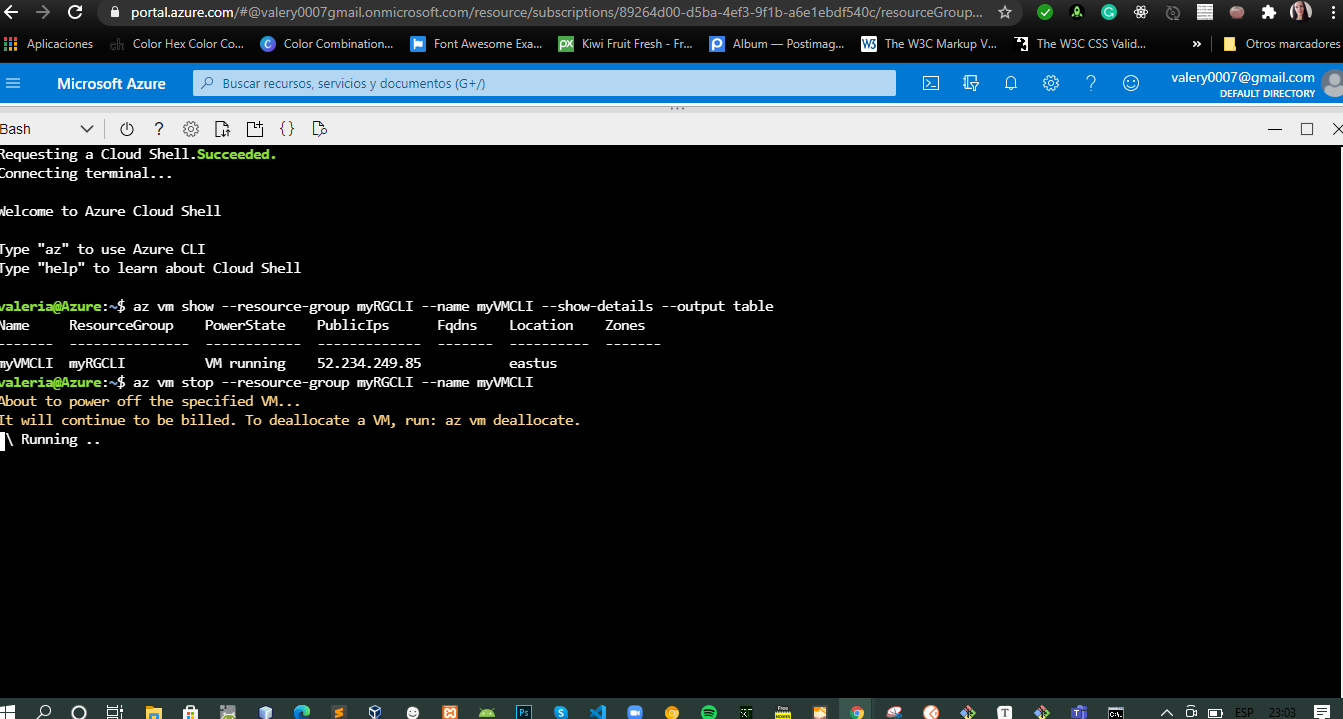 portal.azure.com/#@valery0007gmail.onmicrosoft.com/resource/subscriptions/89264d00-d5ba-4ef3-9f1b-a6e1ebdf540c/resourceGroup...
Aplicaciones
ch Color Hex Color Co...
C Color Combination...
Font Awesome Exa...
px Kiwi Fruit Fresh - Fr...
P Album — Postimag...
W3 The W3C Markup V...
The W3C CSS Valid...
»
Otros marcadores
Microsoft Azure
Buscar recursos, servicios y documentos (G+/)
valery0007@gmail.com
DEFAULT DIRECTORY
Bash
Requesting a Cloud Shell.Succeeded.
Connecting terminal...
Welcome to Azure Cloud Shell
Type "az" to use Azure CLI
Type "help" to learn about Cloud Shell
valeria@Azure:~$ az vm show --resource-group myRGCLI --name myVMCLI --show-details --output table
Name ResourceGroup PowerState PublicIps Fqdns Location Zones
------- --------------- ------------ ------------- ------- ---------- -------
myVMCLI myRGCLI VM running 52.234.249.85 eastus
valeria@Azure:~$ az vm stop --resource-group myRGCLI --name myVMCLI
About to power off the specified VM...
It will continue to be billed. To deallocate a VM, run: az vm deallocate.
\ Running ..
ESP
23:03